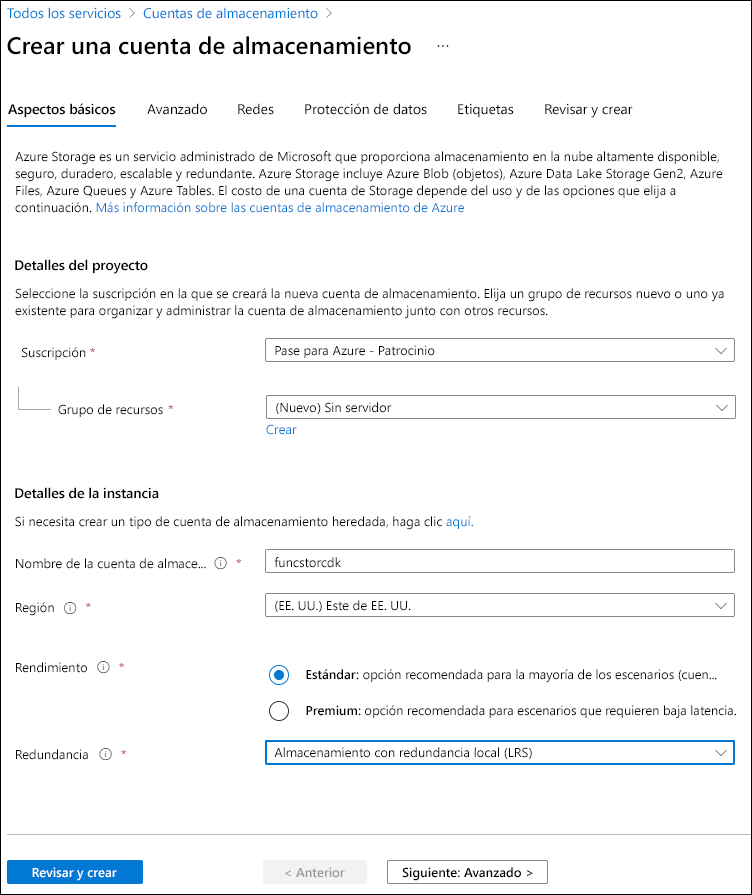 Todos los servicios > Cuentas de almacenamiento >
Crear una cuenta de almacenamiento ...
Aspectos básicos Avanzado Redes Protección de datos Etiquetas Revisar y crear
Azure Storage es un servicio administrado de Microsoft que proporciona almacenamiento en la nube altamente disponible,
seguro, duradero, escalable y redundante. Azure Storage incluye Azure Blob (objetos), Azure Data Lake Storage Gen2, Azure
Files, Azure Queues y Azure Tables. El costo de una cuenta de Storage depende del uso y de las opciones que elija a
continuación. Más información sobre las cuentas de almacenamiento de Azure
Detalles del proyecto
Seleccione la suscripción en la que se creará la nueva cuenta de almacenamiento. Elija un grupo de recursos nuevo o uno ya
existente para organizar y administrar la cuenta de almacenamiento junto con otros recursos.
Suscripción * Pase para Azure - Patrocinio
Grupo de recursos * (Nuevo) Sin servidor
Crear
Detalles de la instancia
Si necesita crear un tipo de cuenta de almacenamiento heredada, haga clic aquí.
Nombre de la cuenta de almace... * funcstorcdk
Región * (EE. UU.) Este de EE. UU.
Rendimiento * Estándar: opción recomendada para la mayoría de los escenarios (cuen...
Premium: opción recomendada para escenarios que requieren baja latencia.
Redundancia * Almacenamiento con redundancia local (LRS)
Revisar y crear < Anterior Siguiente: Avanzado >